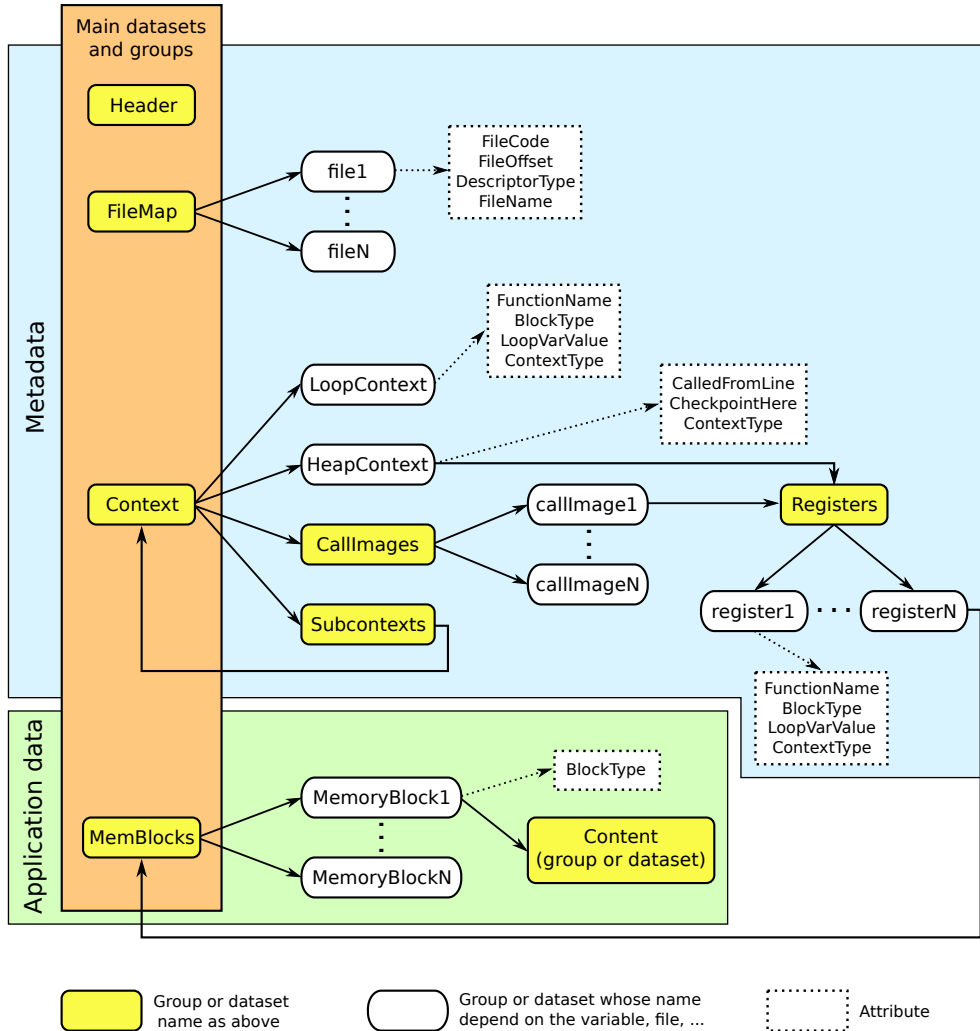 Main datasets
and groups
Header
FileMap
file1
fileN
FileCode
FileOffset
DescriptorType
FileName
Metadata
FunctionName
BlockType
LoopVarValue
ContextType
LoopContext
CalledFromLine
CheckpointHere
ContextType
HeapContext
Context
CallImages
callImage1
callImageN
Registers
Subcontexts
register1
registerN
FunctionName
BlockType
LoopVarValue
ContextType
Application data
BlockType
MemoryBlock1
MemBlocks
Content
(group or dataset)
MemoryBlockN
Group or dataset
name as above
Group or dataset whose name
depend on the variable, file, ...
Attribute